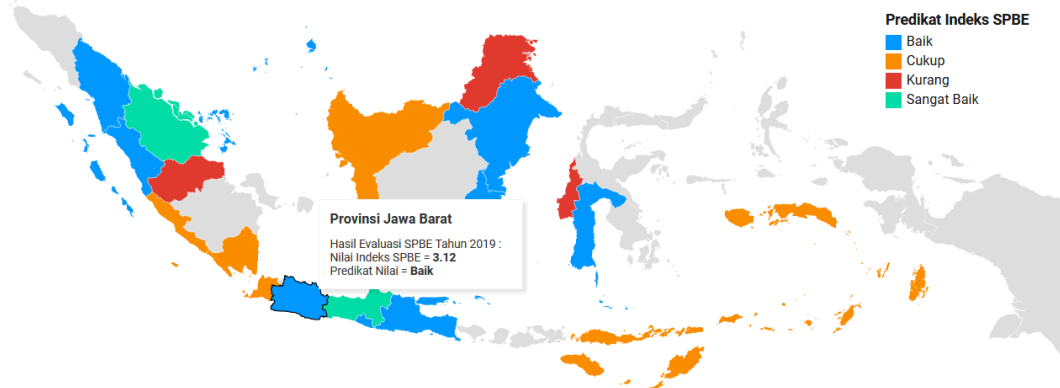 Predikat Indeks SPBE
Baik
Cukup
Kurang
Sangat Baik
Provinsi Jawa Barat
Hasil Evaluasi SPBE Tahun 2019 :
Nilai Indeks SPBE = 3.12
Predikat Nilai = Baik